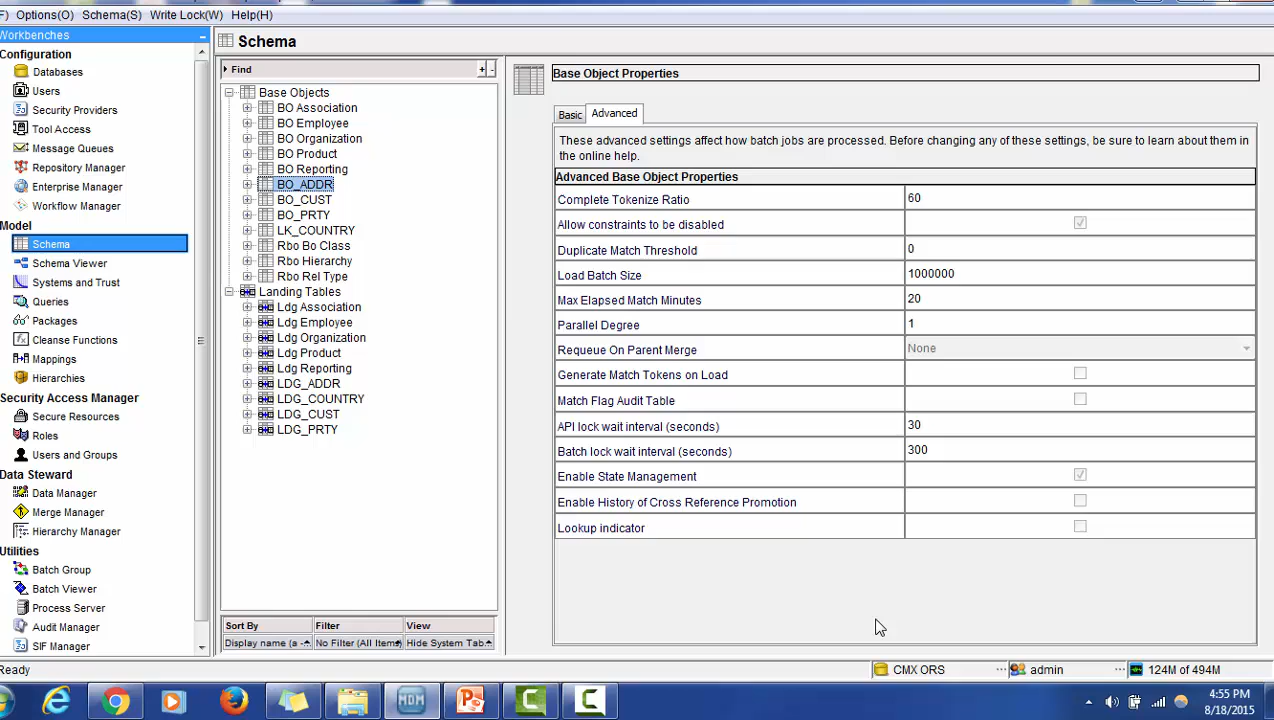 F) Options(O) Schema(S) Write Lock(W) Help(H)
Workbenches
Configuration
Databases
Users
Security Providers
Tool Access
Message Queues
Repository Manager
Enterprise Manager
Workflow Manager
Model
Schema
Schema Viewer
Systems and Trust
Queries
Packages
Cleanse Functions
Mappings
Hierarchies
Security Access Manager
Secure Resources
Roles
Users and Groups
Data Steward
Data Manager
Merge Manager
Hierarchy Manager
Utilities
Batch Group
Batch Viewer
Process Server
Audit Manager
SIF Manager
Schema
Find + -
Base Objects
BO Association
BO Employee
BO Organization
BO Product
BO Reporting
BO_ADDR
BO_CUST
BO_PRTY
LK_COUNTRY
Rbo Bo Class
Rbo Hierarchy
Rbo Rel Type
Landing Tables
Ldg Association
Ldg Employee
Ldg Organization
Ldg Product
Ldg Reporting
LDG_ADDR
LDG_COUNTRY
LDG_CUST
LDG_PRTY
Sort By Filter View
Display name (a - No Filter (All Items) Hide System Tab..
Base Object Properties
Basic Advanced
These advanced settings affect how batch jobs are processed. Before changing any of these settings, be sure to learn about them in
the online help.
Advanced Base Object Properties
Complete Tokenize Ratio 60
Allow constraints to be disabled
Duplicate Match Threshold 0
Load Batch Size 1000000
Max Elapsed Match Minutes 20
Parallel Degree 1
Requeue On Parent Merge None
Generate Match Tokens on Load
Match Flag Audit Table
API lock wait interval (seconds) 30
Batch lock wait interval (seconds) 300
Enable State Management
Enable History of Cross Reference Promotion
Lookup indicator
Ready CMX ORS ... admin ... 124M of 494M
MDM
4:55 PM
8/18/2015